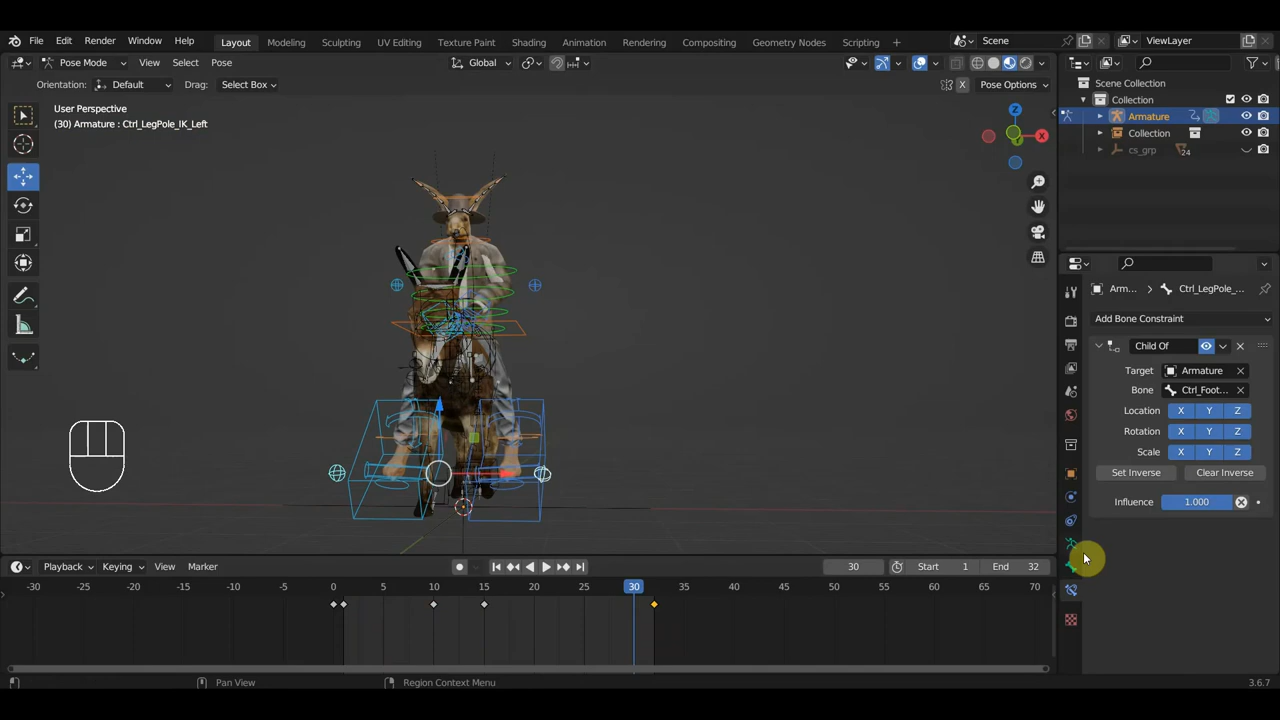 File Edit Render Window Help Layout Modeling Sculpting UV Editing Texture Paint Shading Animation Rendering Compositing Geometry Nodes Scripting + Scene ViewLayer
Pose Mode View Select Pose Global
Orientation: Default Drag: Select Box X Pose Options
User Perspective
(30) Armature : Ctrl_LegPole_IK_Left
Z
X
Y
Scene Collection
Collection
Armature
Collection
cs_grp 24
Arm... > Ctrl_LegPole_...
Add Bone Constraint
Child Of
Target Armature
Bone Ctrl_Foot...
Location X Y Z
Rotation X Y Z
Scale X Y Z
Set Inverse Clear Inverse
Influence 1.000
Playback Keying View Marker 30 Start 1 End 32
-30 -25 -20 -15 -10 -5 0 5 10 15 20 25 30 35 40 45 50 55 60 65 70
Pan View Region Context Menu 3.6.7